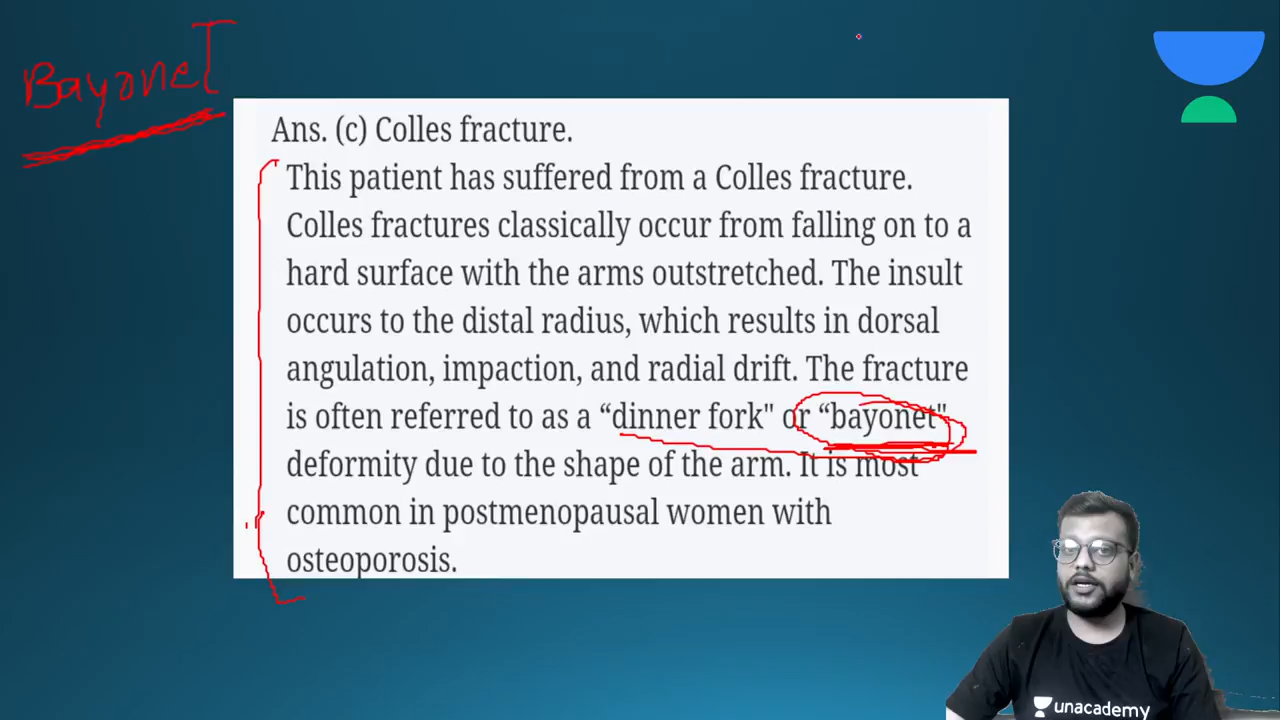 BayoneT
Ans. (c) Colles fracture.
This patient has suffered from a Colles fracture.
Colles fractures classically occur from falling on to a
hard surface with the arms outstretched. The insult
occurs to the distal radius, which results in dorsal
angulation, impaction, and radial drift. The fracture
is often referred to as a “dinner fork" or “bayonet"
deformity due to the shape of the arm. It is most
common in postmenopausal women with
osteoporosis.
unacademy